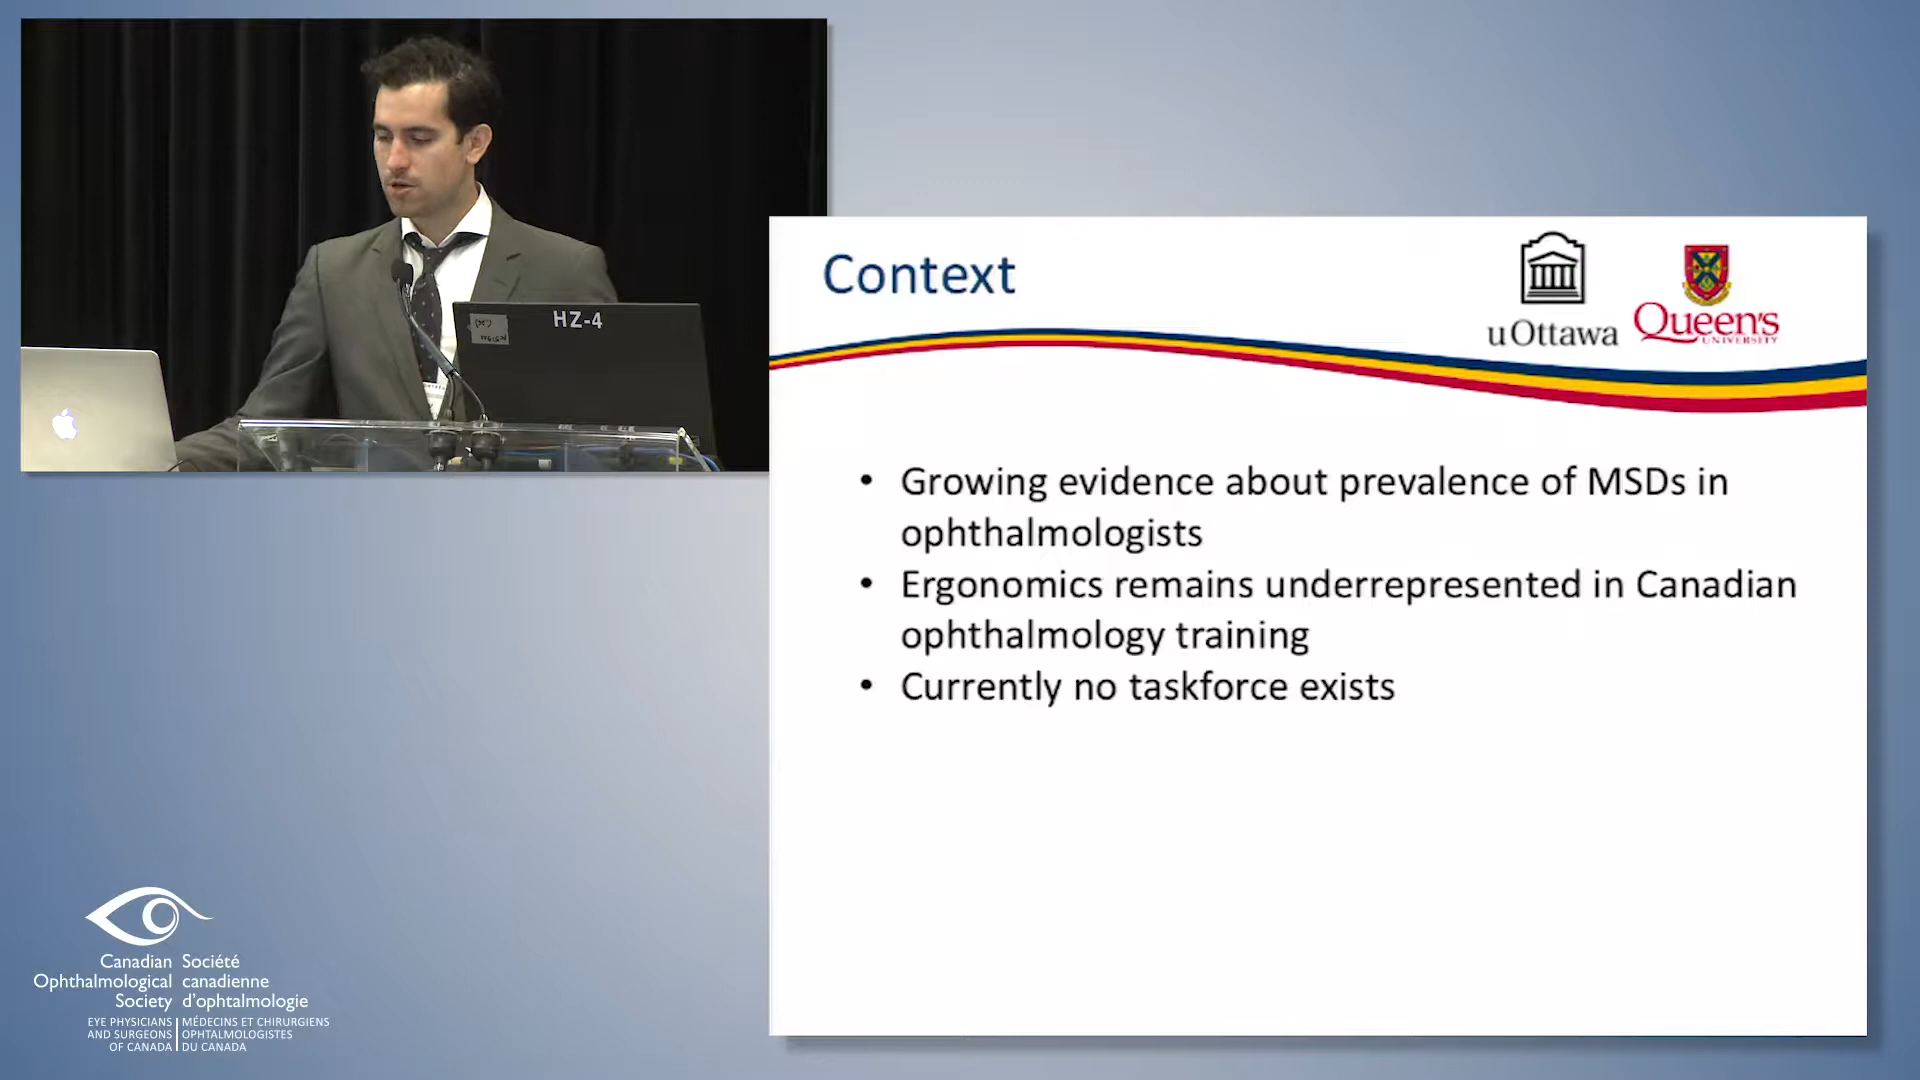 HZ-4
Context
uOttawa
Queen's
UNIVERSITY
• Growing evidence about prevalence of MSDs in
ophthalmologists
• Ergonomics remains underrepresented in Canadian
ophthalmology training
• Currently no taskforce exists
Canadian
Ophthalmological
Society
Société
canadienne
d'ophtalmologie
EYE PHYSICIANS
AND SURGEONS
OF CANADA
MÉDECINS ET CHIRURGIENS
OPHTALMOLOGISTES
DU CANADA